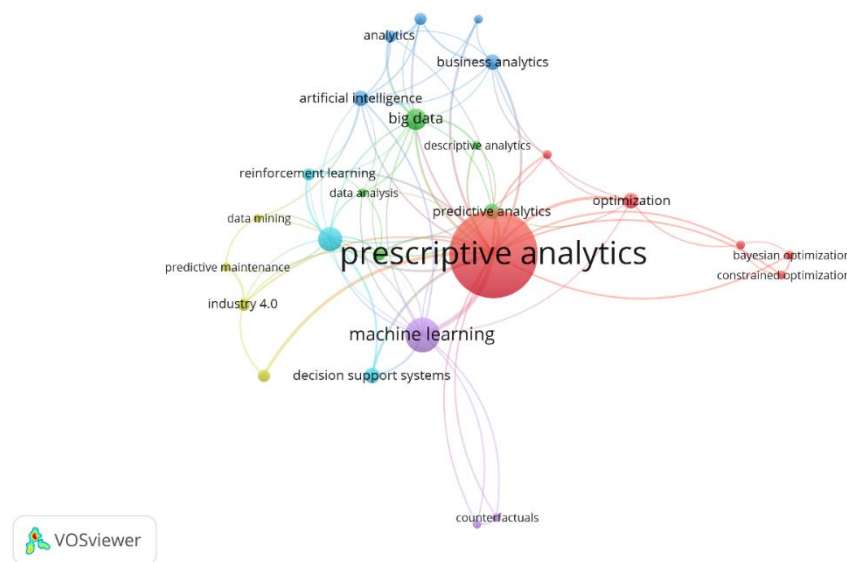 analytics
business analytics
artificial intelligence
big data
descriptive analytics
reinforcement learning
data analysis
optimization
predictive analytics
data mining
prescriptive analytics
bayesian optimization
predictive maintenance
constrained optimization
industry 4.0
machine learning
decision support systems
counterfactuals
VOSviewer